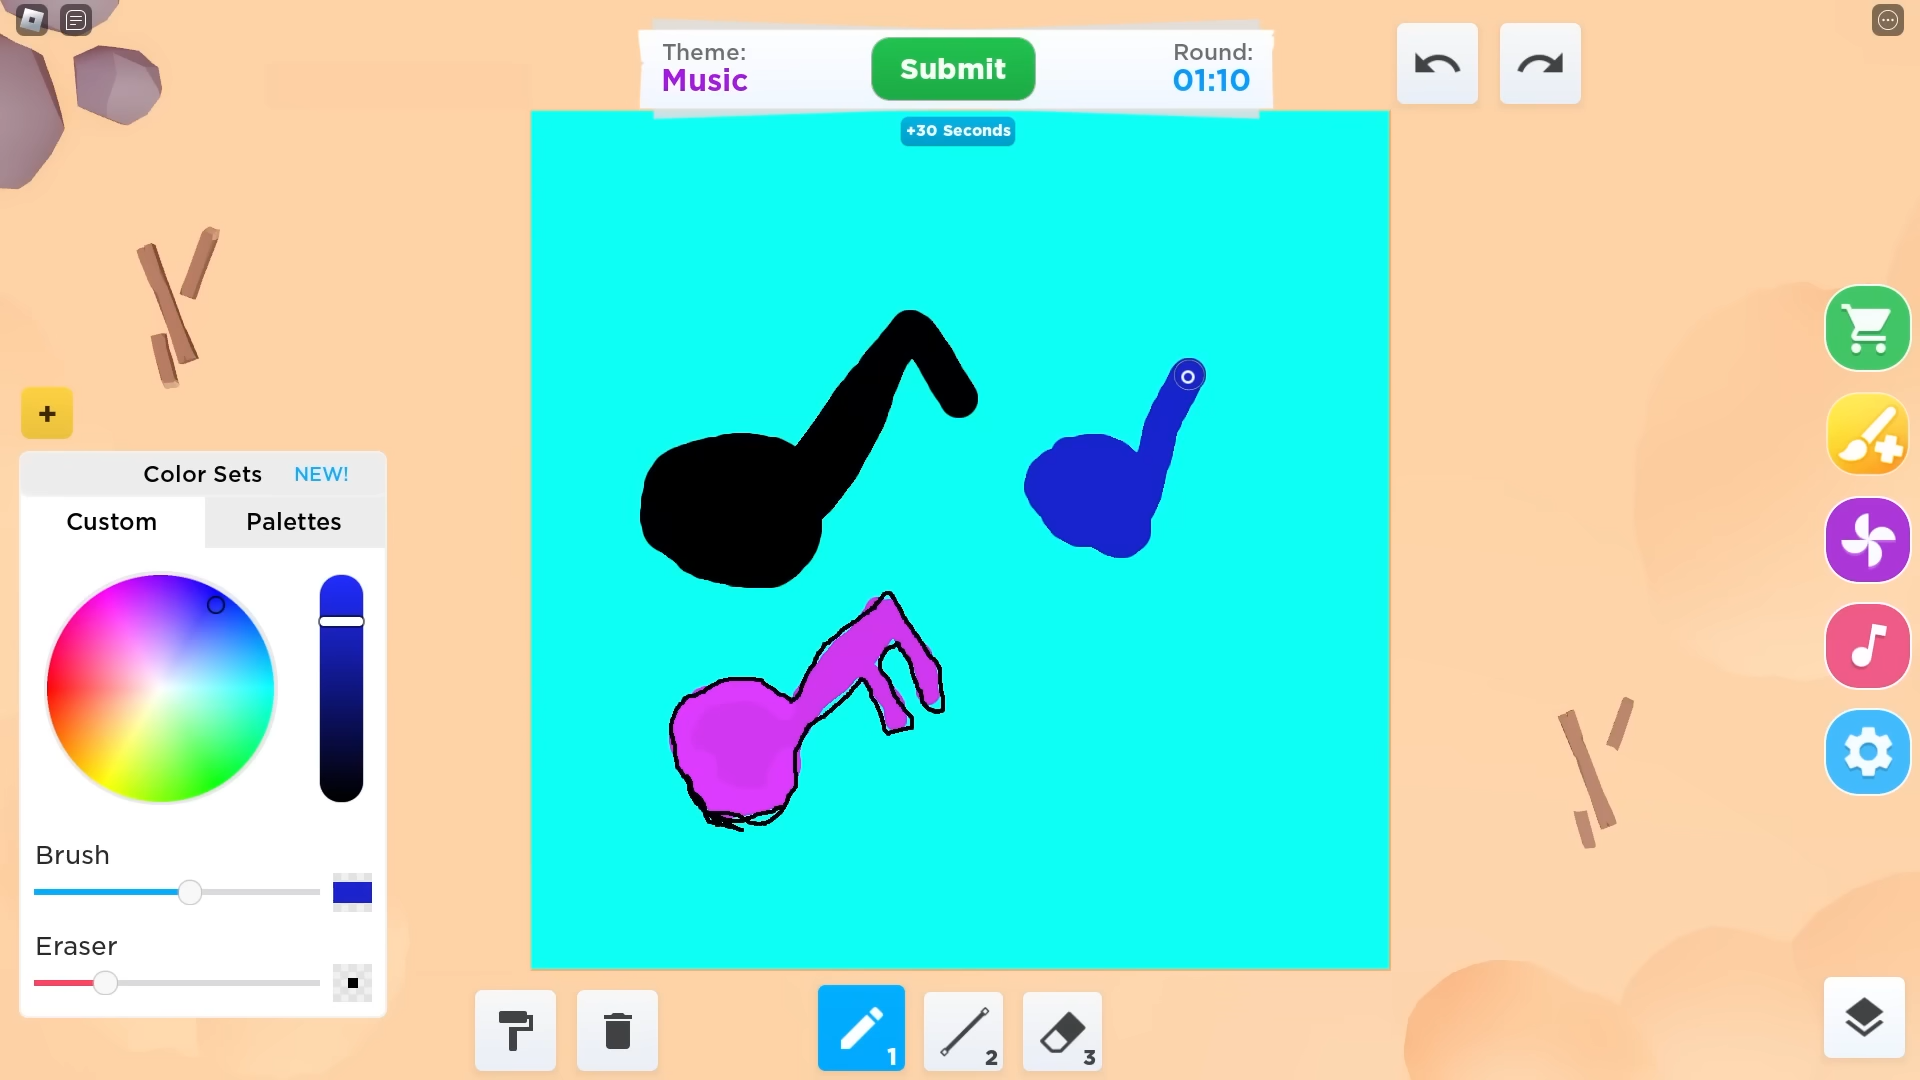 Theme:
Music
Submit
Round:
01:10
+30 Seconds
+
Color Sets NEW!
Custom
Palettes
Brush
Eraser
1
2
3